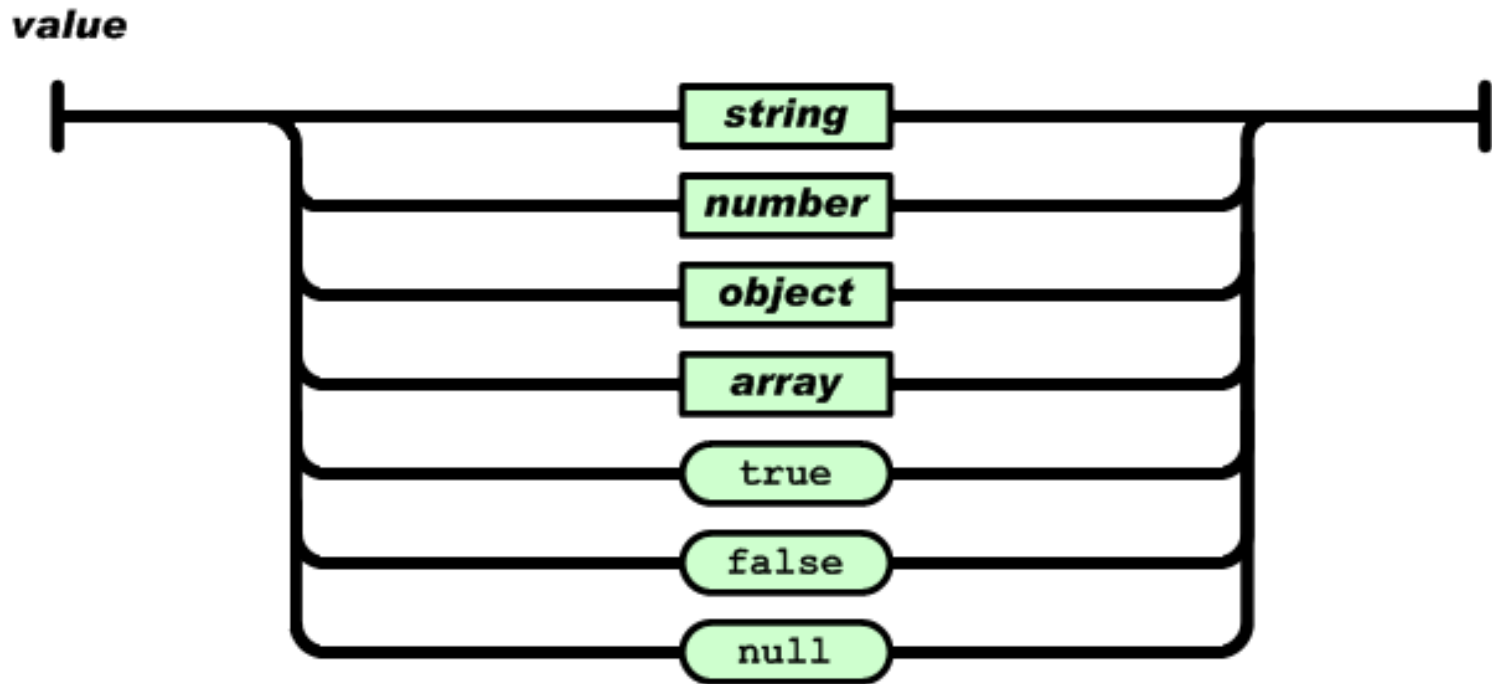 value
string
number
object
array
true
false
null